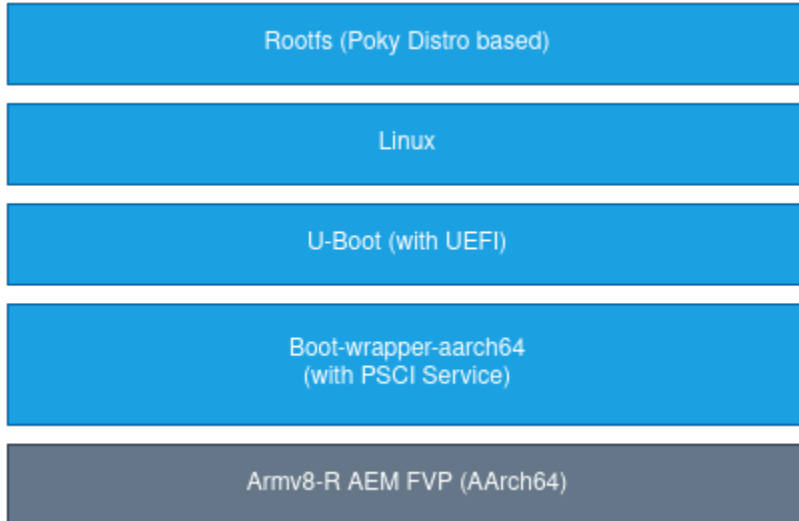 Rootfs (Poky Distro based)
Linux
U-Boot (with UEFI)
Boot-wrapper-aarch64
(with PSCI Service)
Armv8-R AEM FVP (AArch64)